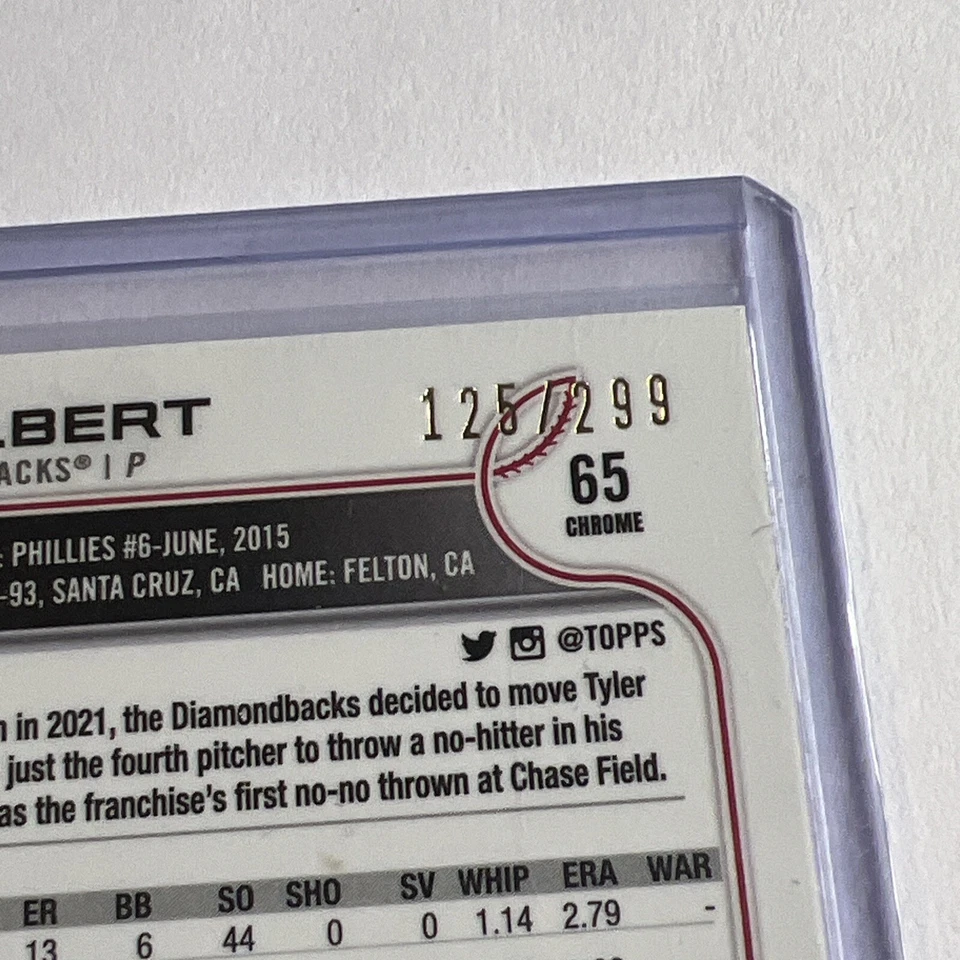 LBERT
125/299
ACKS® | P
65
CHROME
: PHILLIES #6-JUNE, 2015
-93, SANTA CRUZ, CA HOME: FELTON, CA
@TOPPS
in 2021, the Diamondbacks decided to move Tyler
just the fourth pitcher to throw a no-hitter in his
as the franchise's first no-no thrown at Chase Field.
ER BB SO SHO SV WHIP ERA WAR
13 6 44 0 0 1.14 2.79 -